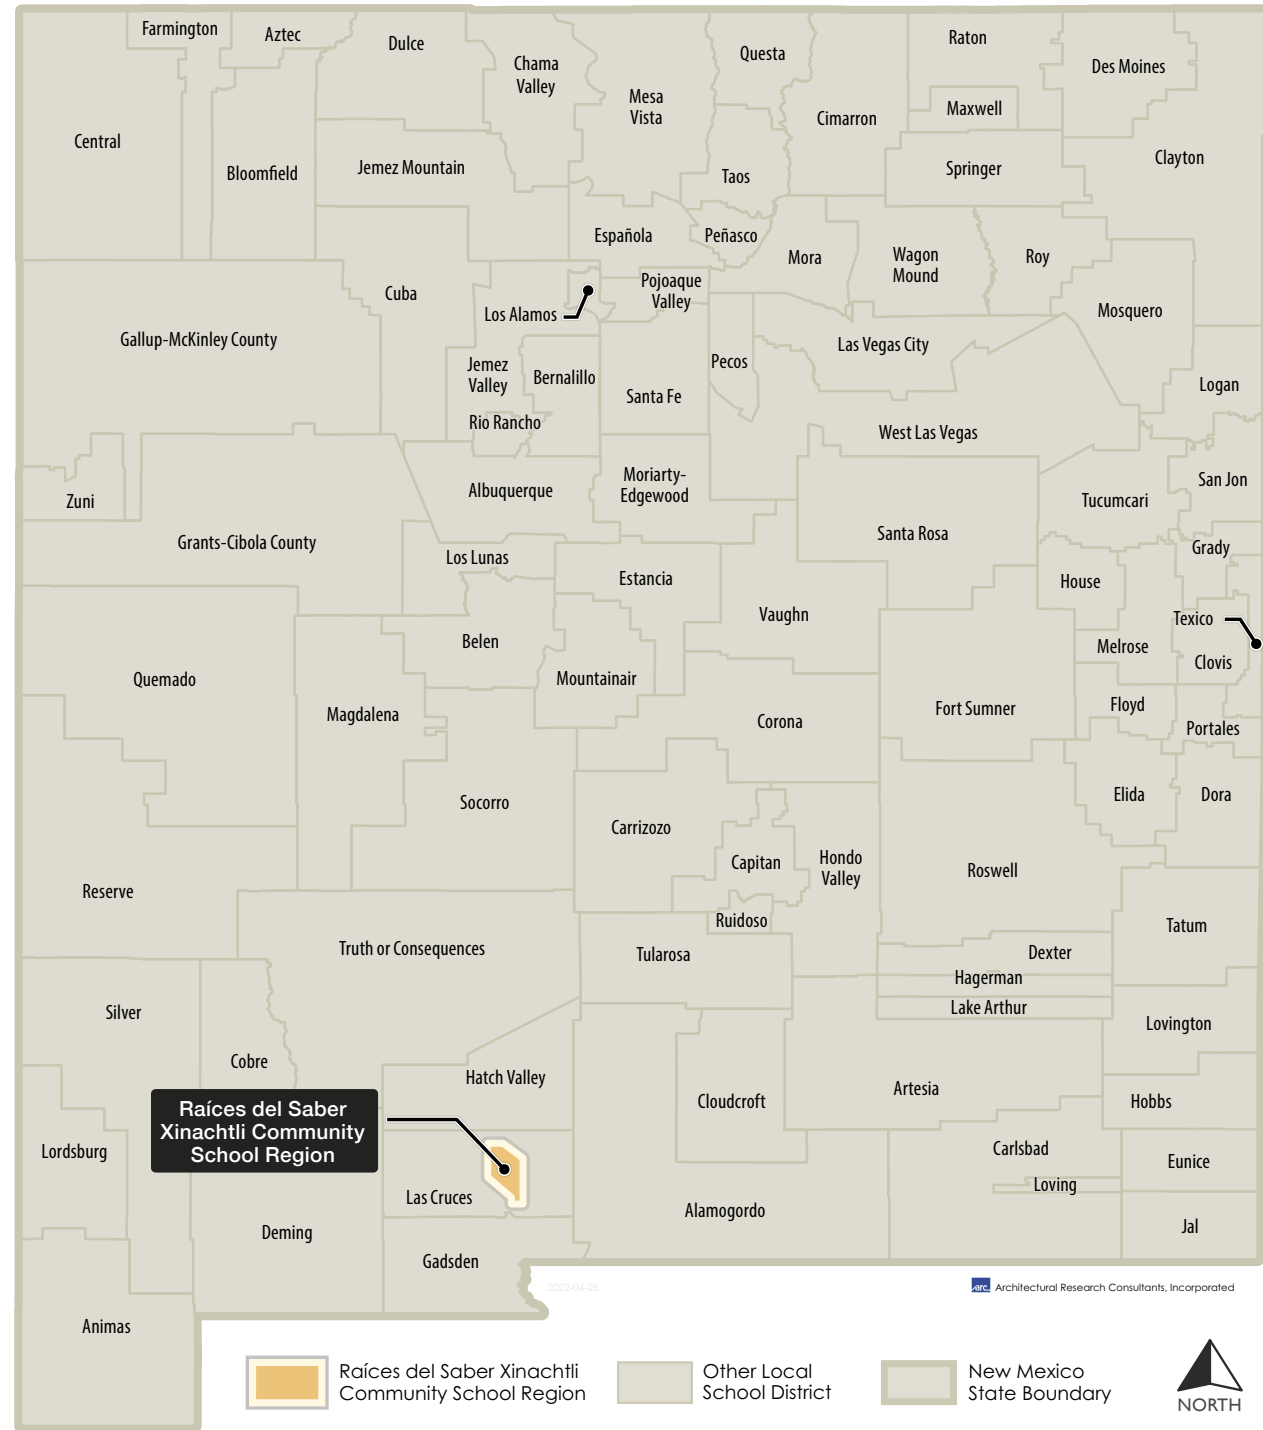 Farmington
Aztec
Dulce
Chama
Valley
Mesa
Vista
Questa
Raton
Des Moines
Central
Bloomfield
Jemez Mountain
Taos
Cimarron
Maxwell
Springer
Clayton
Española
Peñasco
Mora
Wagon
Mound
Roy
Mosquero
Cuba
Los Alamos
Pojoaque
Valley
Gallup-McKinley County
Jemez
Valley
Bernalillo
Santa Fe
Pecos
Las Vegas City
Logan
Rio Rancho
West Las Vegas
Zuni
Albuquerque
Moriarty-
Edgewood
Tucumcari
San Jon
Grants-Cibola County
Los Lunas
Estancia
Santa Rosa
Grady
House
Vaughn
Texico
Belen
Melrose
Clovis
Quemado
Mountainair
Magdalena
Corona
Fort Sumner
Floyd
Portales
Socorro
Carrizozo
Elida
Dora
Capitan
Hondo
Valley
Roswell
Reserve
Ruidoso
Tatum
Truth or Consequences
Tularosa
Dexter
Hagerman
Lake Arthur
Silver
Lovington
Cobre
Hatch Valley
Cloudcroft
Artesia
Hobbs
Raíces del Saber
Xinachtli Community
School Region
Lordsburg
Carlsbad
Loving
Eunice
Las Cruces
Alamogordo
Jal
Deming
Gadsden
Animas
2022-04-25
arc Architectural Research Consultants, Incorporated
Raíces del Saber Xinachtli
Community School Region
Other Local
School District
New Mexico
State Boundary
NORTH